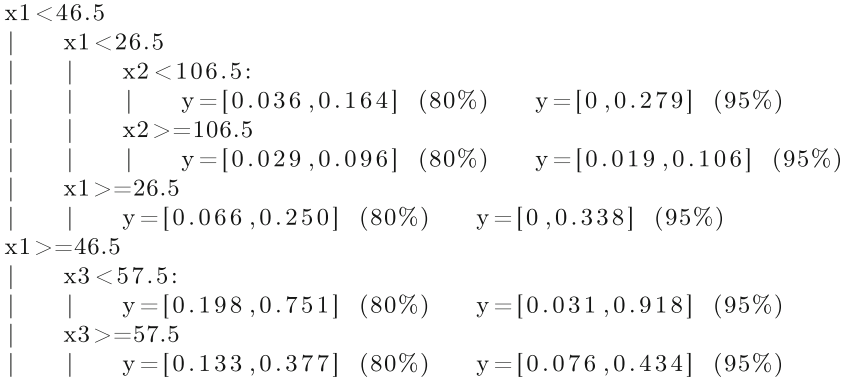 x1<46.5
|    x1<26.5
|    |    x2<106.5:
|    |    |    y=[0.036,0.164] (80%)    y=[0,0.279] (95%)
|    |    x2>=106.5
|    |    |    y=[0.029,0.096] (80%)    y=[0.019,0.106] (95%)
|    x1>=26.5
|    |    y=[0.066,0.250] (80%)    y=[0,0.338] (95%)
x1>=46.5
|    x3<57.5:
|    |    y=[0.198,0.751] (80%)    y=[0.031,0.918] (95%)
|    x3>=57.5
|    |    y=[0.133,0.377] (80%)    y=[0.076,0.434] (95%)